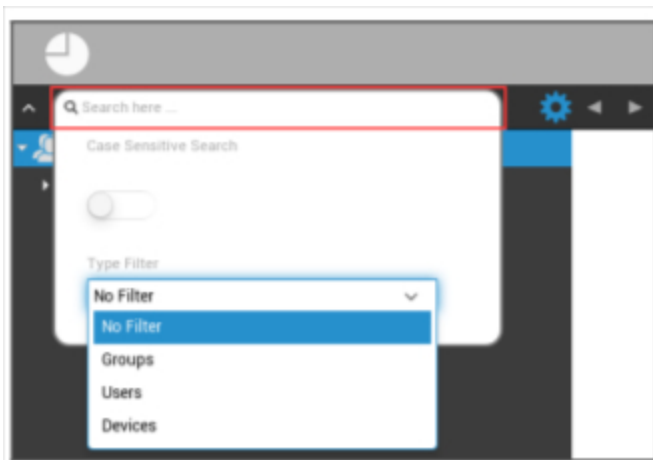 Search here ...
Case Sensitive Search
Type Filter
No Filter
No Filter
Groups
Users
Devices